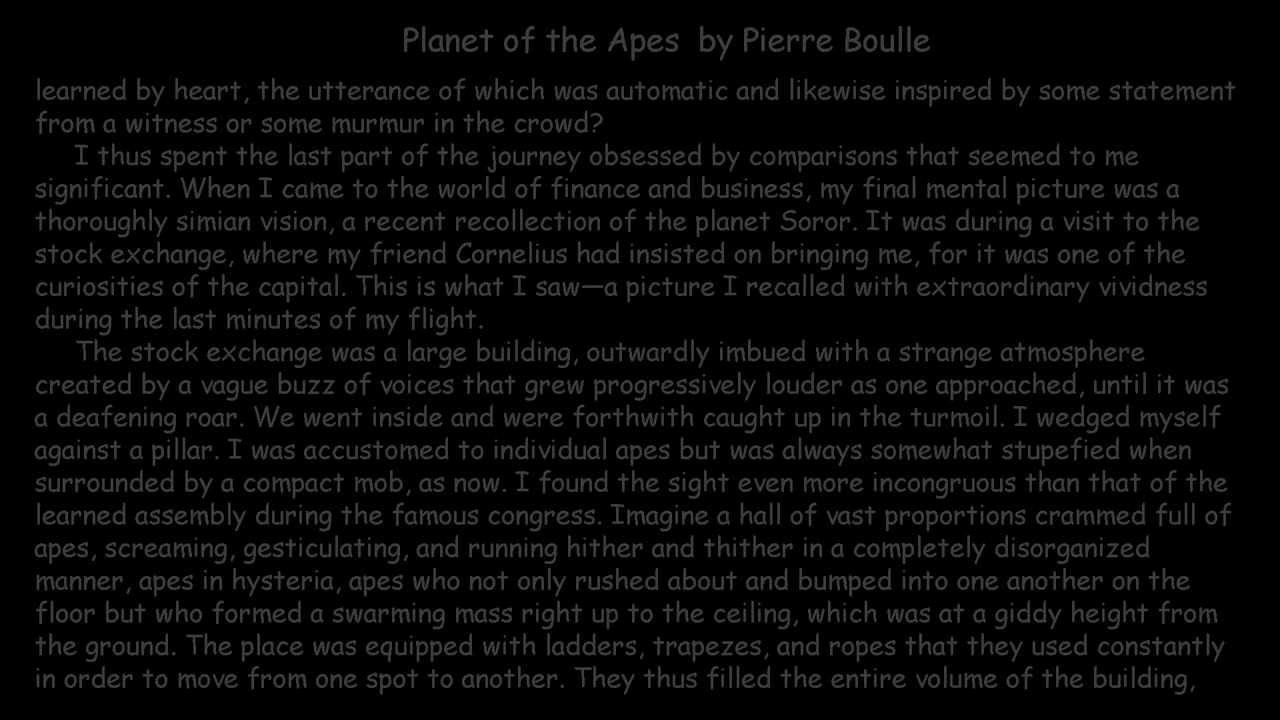 Planet of the Apes by Pierre Boulle
learned by heart, the utterance of which was automatic and likewise inspired by some statement
from a witness or some murmur in the crowd?
I thus spent the last part of the journey obsessed by comparisons that seemed to me
significant. When I came to the world of finance and business, my final mental picture was a
thoroughly simian vision, a recent recollection of the planet Soror. It was during a visit to the
stock exchange, where my friend Cornelius had insisted on bringing me, for it was one of the
curiosities of the capital. This is what I saw—a picture I recalled with extraordinary vividness
during the last minutes of my flight.
The stock exchange was a large building, outwardly imbued with a strange atmosphere
created by a vague buzz of voices that grew progressively louder as one approached, until it was
a deafening roar. We went inside and were forthwith caught up in the turmoil. I wedged myself
against a pillar. I was accustomed to individual apes but was always somewhat stupefied when
surrounded by a compact mob, as now. I found the sight even more incongruous than that of the
learned assembly during the famous congress. Imagine a hall of vast proportions crammed full of
apes, screaming, gesticulating, and running hither and thither in a completely disorganized
manner, apes in hysteria, apes who not only rushed about and bumped into one another on the
floor but who formed a swarming mass right up to the ceiling, which was at a giddy height from
the ground. The place was equipped with ladders, trapezes, and ropes that they used constantly
in order to move from one spot to another. They thus filled the entire volume of the building,